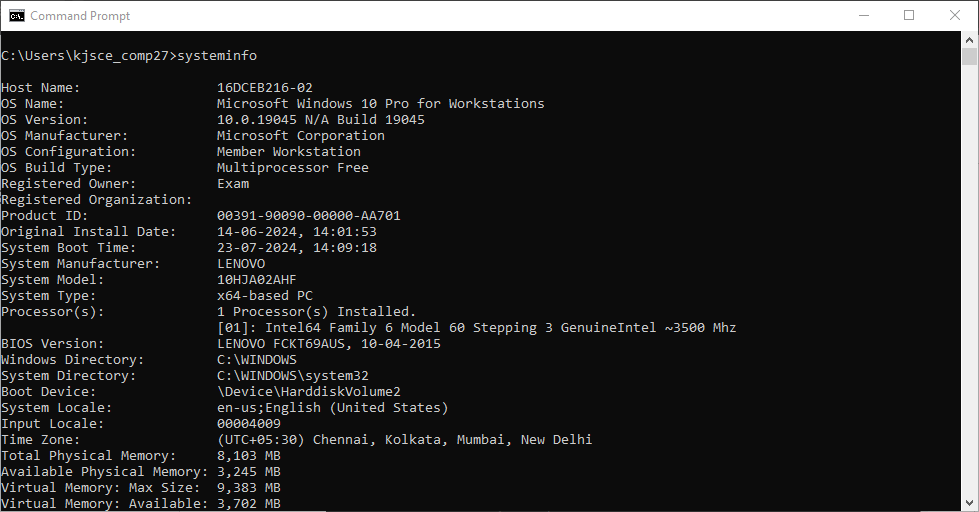 Command Prompt
C:\Users\kjsce_comp27>systeminfo
Host Name: 16DCEB216-02
OS Name: Microsoft Windows 10 Pro for Workstations
OS Version: 10.0.19045 N/A Build 19045
OS Manufacturer: Microsoft Corporation
OS Configuration: Member Workstation
OS Build Type: Multiprocessor Free
Registered Owner: Exam
Registered Organization:
Product ID: 00391-90090-00000-AA701
Original Install Date: 14-06-2024, 14:01:53
System Boot Time: 23-07-2024, 14:09:18
System Manufacturer: LENOVO
System Model: 10HJA02AHF
System Type: x64-based PC
Processor(s): 1 Processor(s) Installed.
[01]: Intel64 Family 6 Model 60 Stepping 3 GenuineIntel ~3500 Mhz
BIOS Version: LENOVO FCKT69AUS, 10-04-2015
Windows Directory: C:\WINDOWS
System Directory: C:\WINDOWS\system32
Boot Device: \Device\HarddiskVolume2
System Locale: en-us;English (United States)
Input Locale: 00004009
Time Zone: (UTC+05:30) Chennai, Kolkata, Mumbai, New Delhi
Total Physical Memory: 8,103 MB
Available Physical Memory: 3,245 MB
Virtual Memory: Max Size: 9,383 MB
Virtual Memory: Available: 3,702 MB